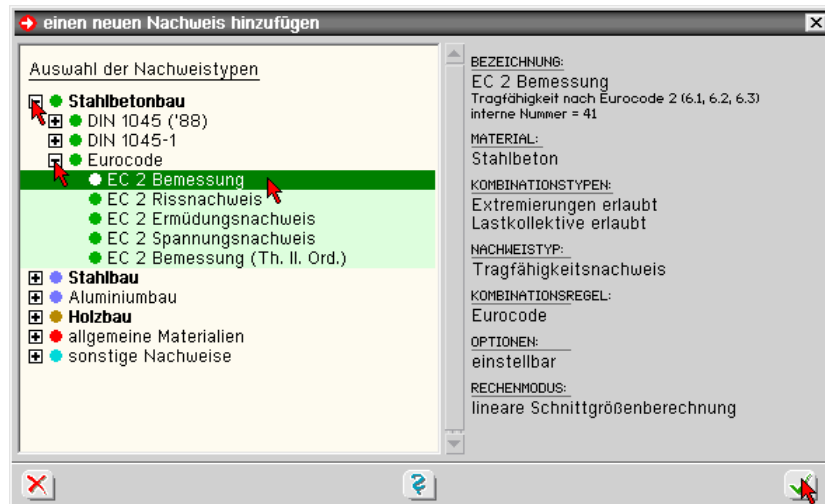 einen neuen Nachweis hinzufügen
Auswahl der Nachweistypen
Stahlbetonbau
DIN 1045 ('88)
DIN 1045-1
Eurocode
EC 2 Bemessung
EC 2 Rissnachweis
EC 2 Ermüdungsnachweis
EC 2 Spannungsnachweis
EC 2 Bemessung (Th. II. Ord.)
Stahlbau
Aluminiumbau
Holzbau
allgemeine Materialien
sonstige Nachweise
BEZEICHNUNG:
EC 2 Bemessung
Tragfähigkeit nach Eurocode 2 (6.1, 6.2, 6.3)
interne Nummer = 41
MATERIAL:
Stahlbeton
KOMBINATIONSTYPEN:
Extremierungen erlaubt
Lastkollektive erlaubt
NACHWEISTYP:
Tragfähigkeitsnachweis
KOMBINATIONSREGEL:
Eurocode
OPTIONEN:
einstellbar
RECHENMODUS:
lineare Schnittgrößenberechnung